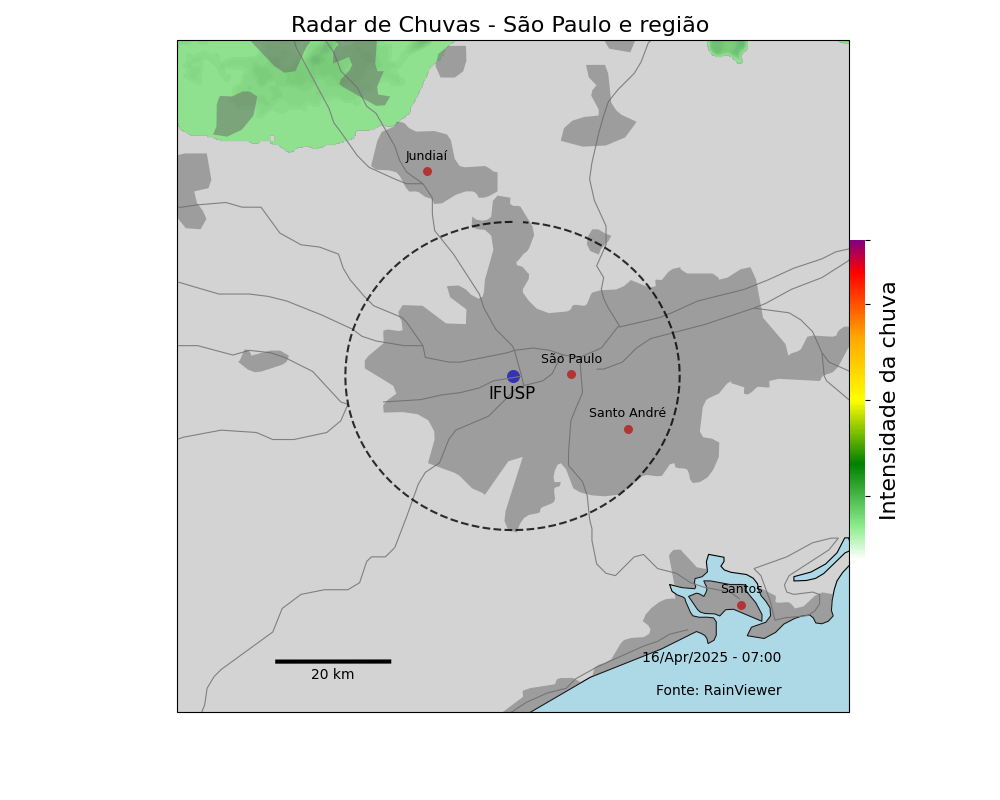 Radar de Chuvas - São Paulo e região
Jundiaí
São Paulo
IFUSP
Santo André
Intensidade da chuva
Santos
16/Apr/2025 - 07:00
20 km
Fonte: RainViewer